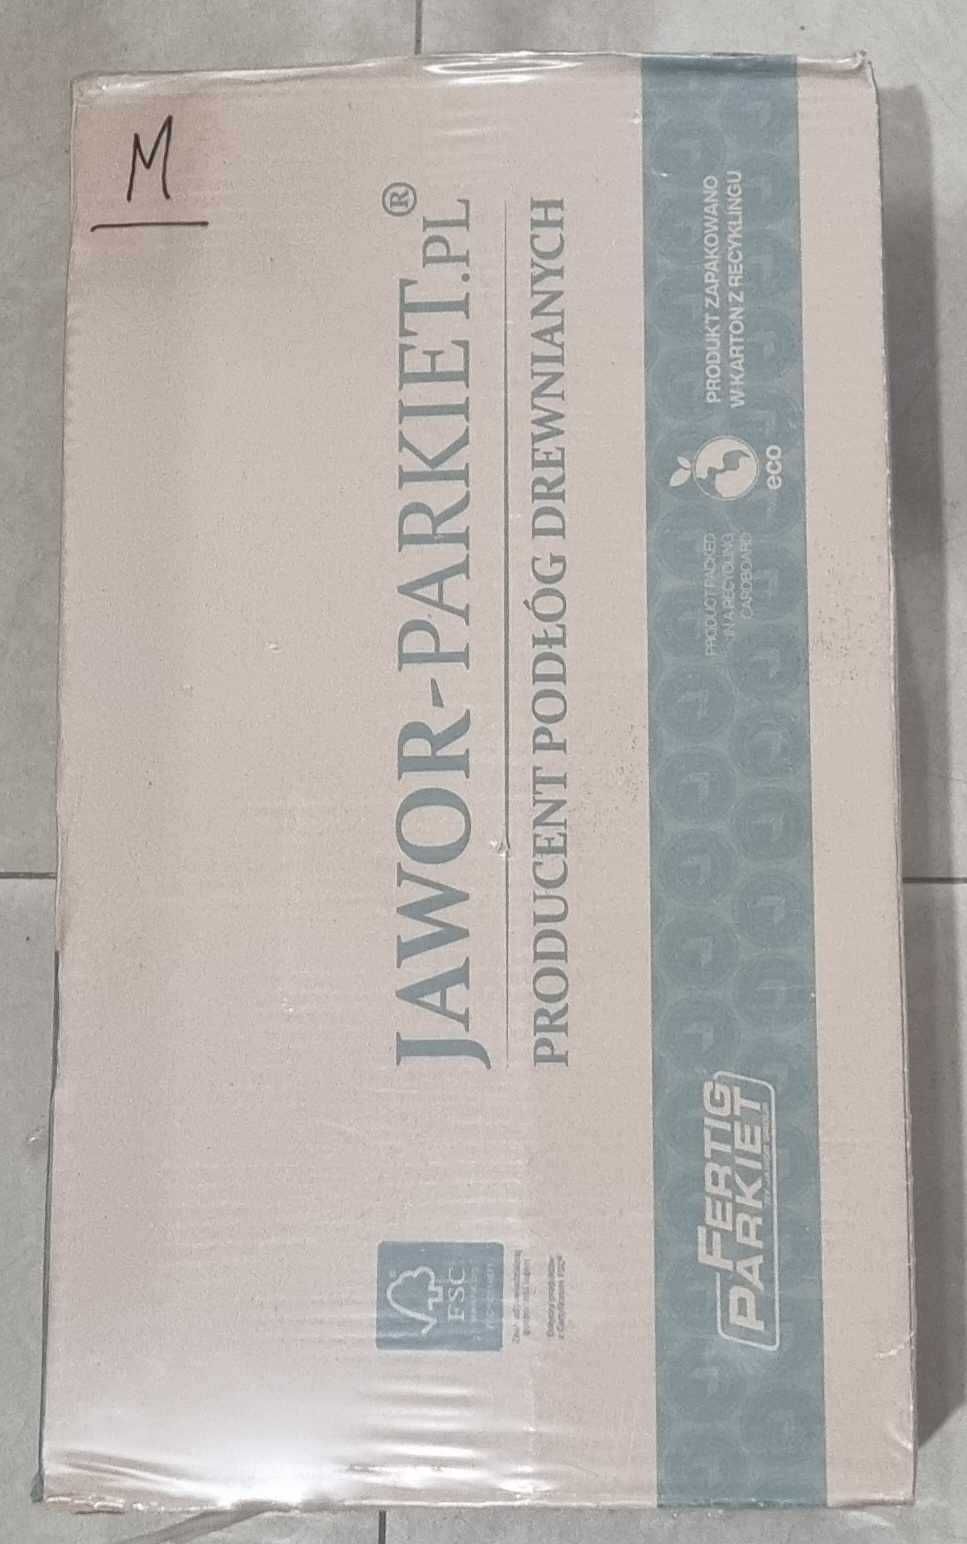 M
JAWOR-PARKIET.PL®
PRODUCENT PODŁÓG DREWNIANYCH
FSC
FERTIG
PARKIET
PRODUCT PACKED
IN A RECYCLING
CARDBOARD
eco
PRODUKT ZAPAKOWANO
W KARTON Z RECYKLINGU